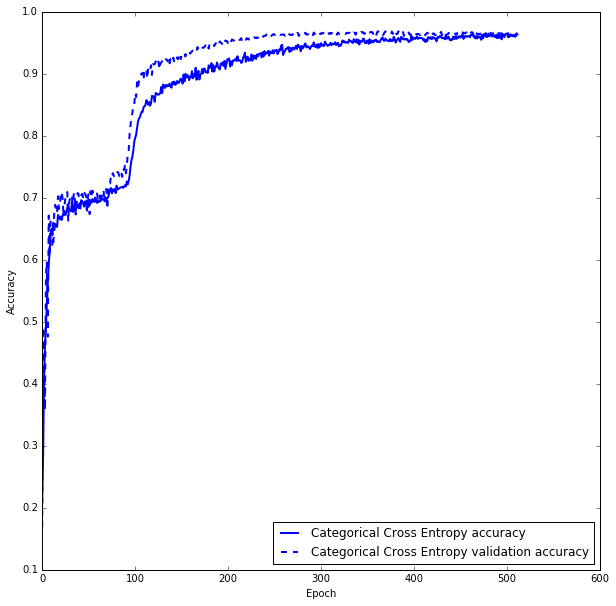 1.0
0.9
0.8
0.7
0.6
0.5
0.4
0.3
0.2
0.1
Accuracy
Categorical Cross Entropy accuracy
Categorical Cross Entropy validation accuracy
0 100 200 300 400 500 600
Epoch